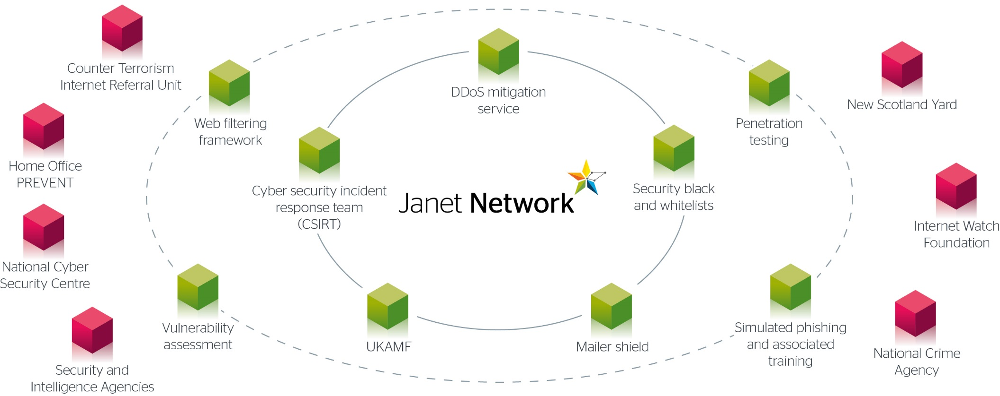 Counter Terrorism
Internet Referral Unit
Home Office
PREVENT
National Cyber
Security Centre
Security and
Intelligence Agencies
Web filtering
framework
Vulnerability
assessment
DDoS mitigation
service
Cyber security incident
response team
(CSIRT)
Janet Network
Security black
and whitelists
UKAMF
Mailer shield
Penetration
testing
Simulated phishing
and associated
training
New Scotland Yard
Internet Watch
Foundation
National Crime
Agency